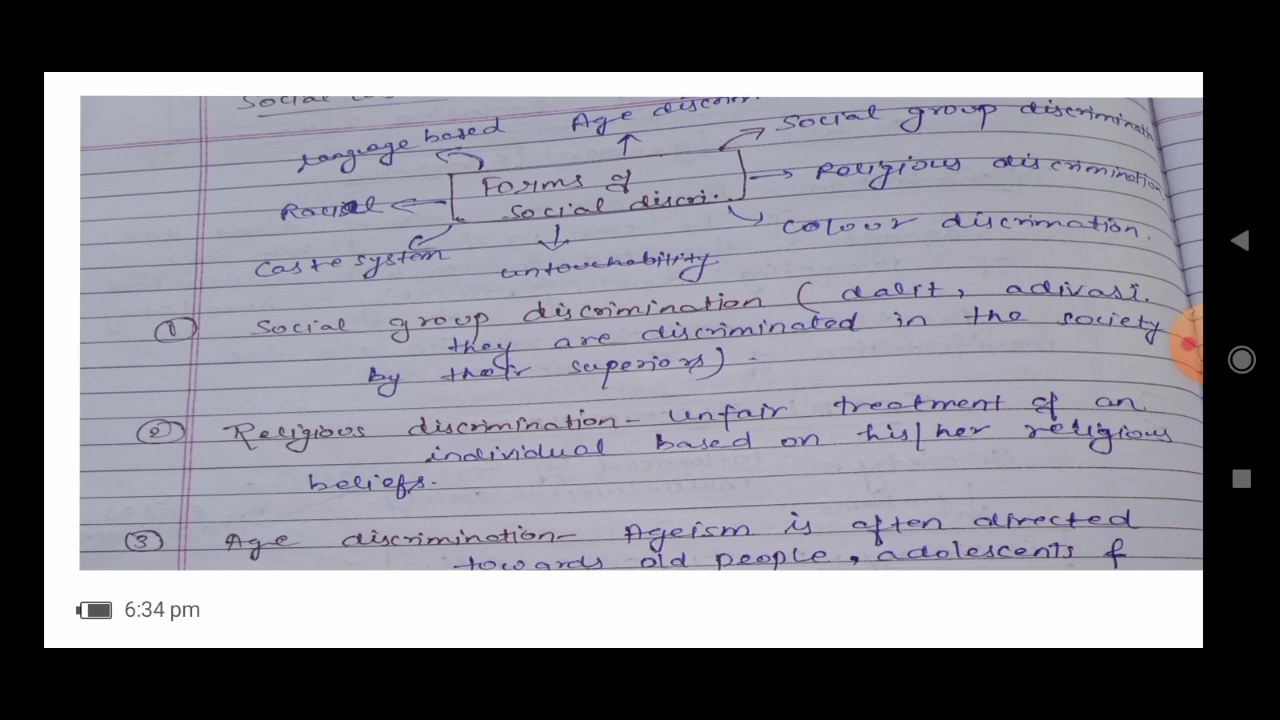 Social
language based
Age discrim.
Social group discriminatn
Forms of
Religious discrimination
Racial
social discri.
colour discrimation.
caste system
untouchability
① Social group discrimination ( dalit, adivasi.
they are discriminated in the society
by their superiors) -
② Religious discrimination - unfair treatment of an
individual based on his/her religious
beliefs.
③ Age discrimination - Ageism is often directed
towards old people, adolescents &
6:34 pm